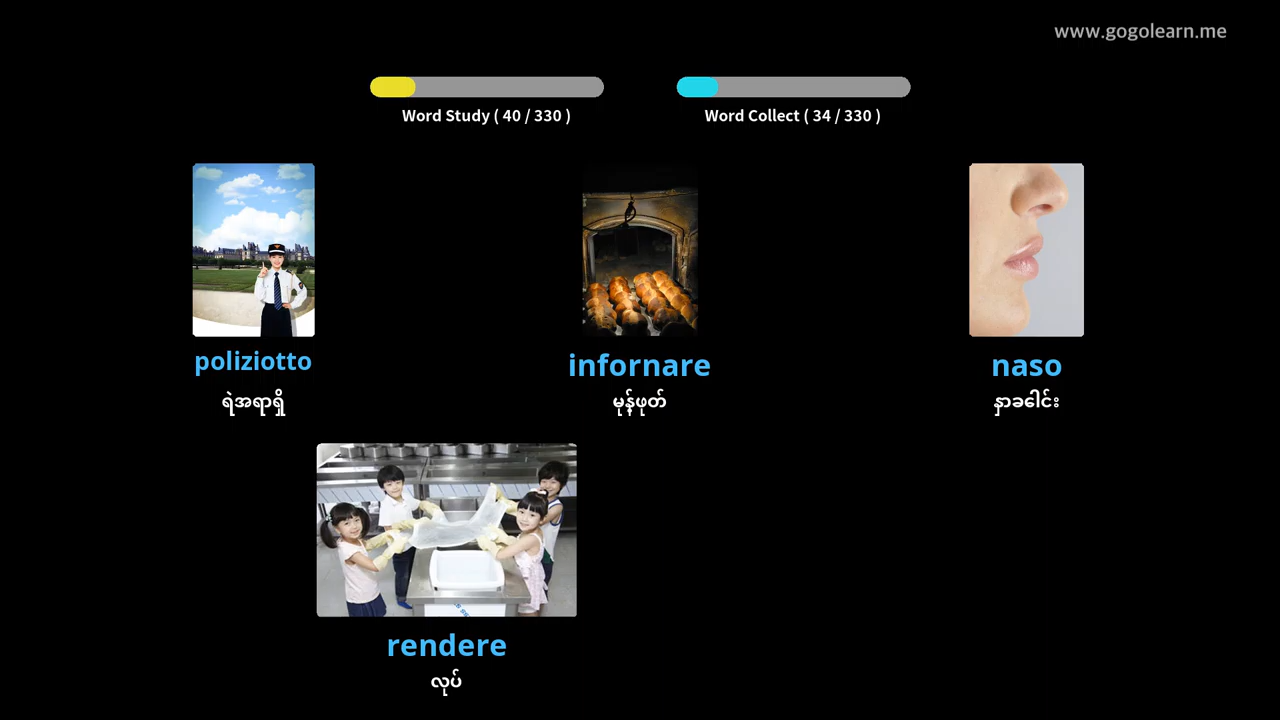 www.gogolearn.me
Word Study ( 40 / 330 )
Word Collect ( 34 / 330 )
poliziotto
infornare
naso
ရဲအရာရှိ
မုန့်ဖုတ်
နှာခေါင်း
rendere
လုပ်